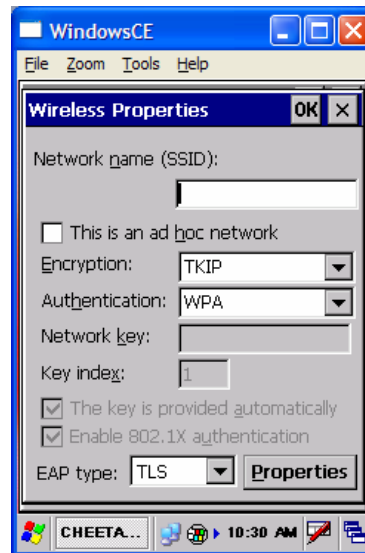 WindowsCE
File Zoom Tools Help
Wireless Properties OK ×
Network name (SSID):
This is an ad hoc network
Encryption: TKIP
Authentication: WPA
Network key:
Key index: 1
The key is provided automatically
Enable 802.1X authentication
EAP type: TLS Properties
CHEETA... 10:30 AM